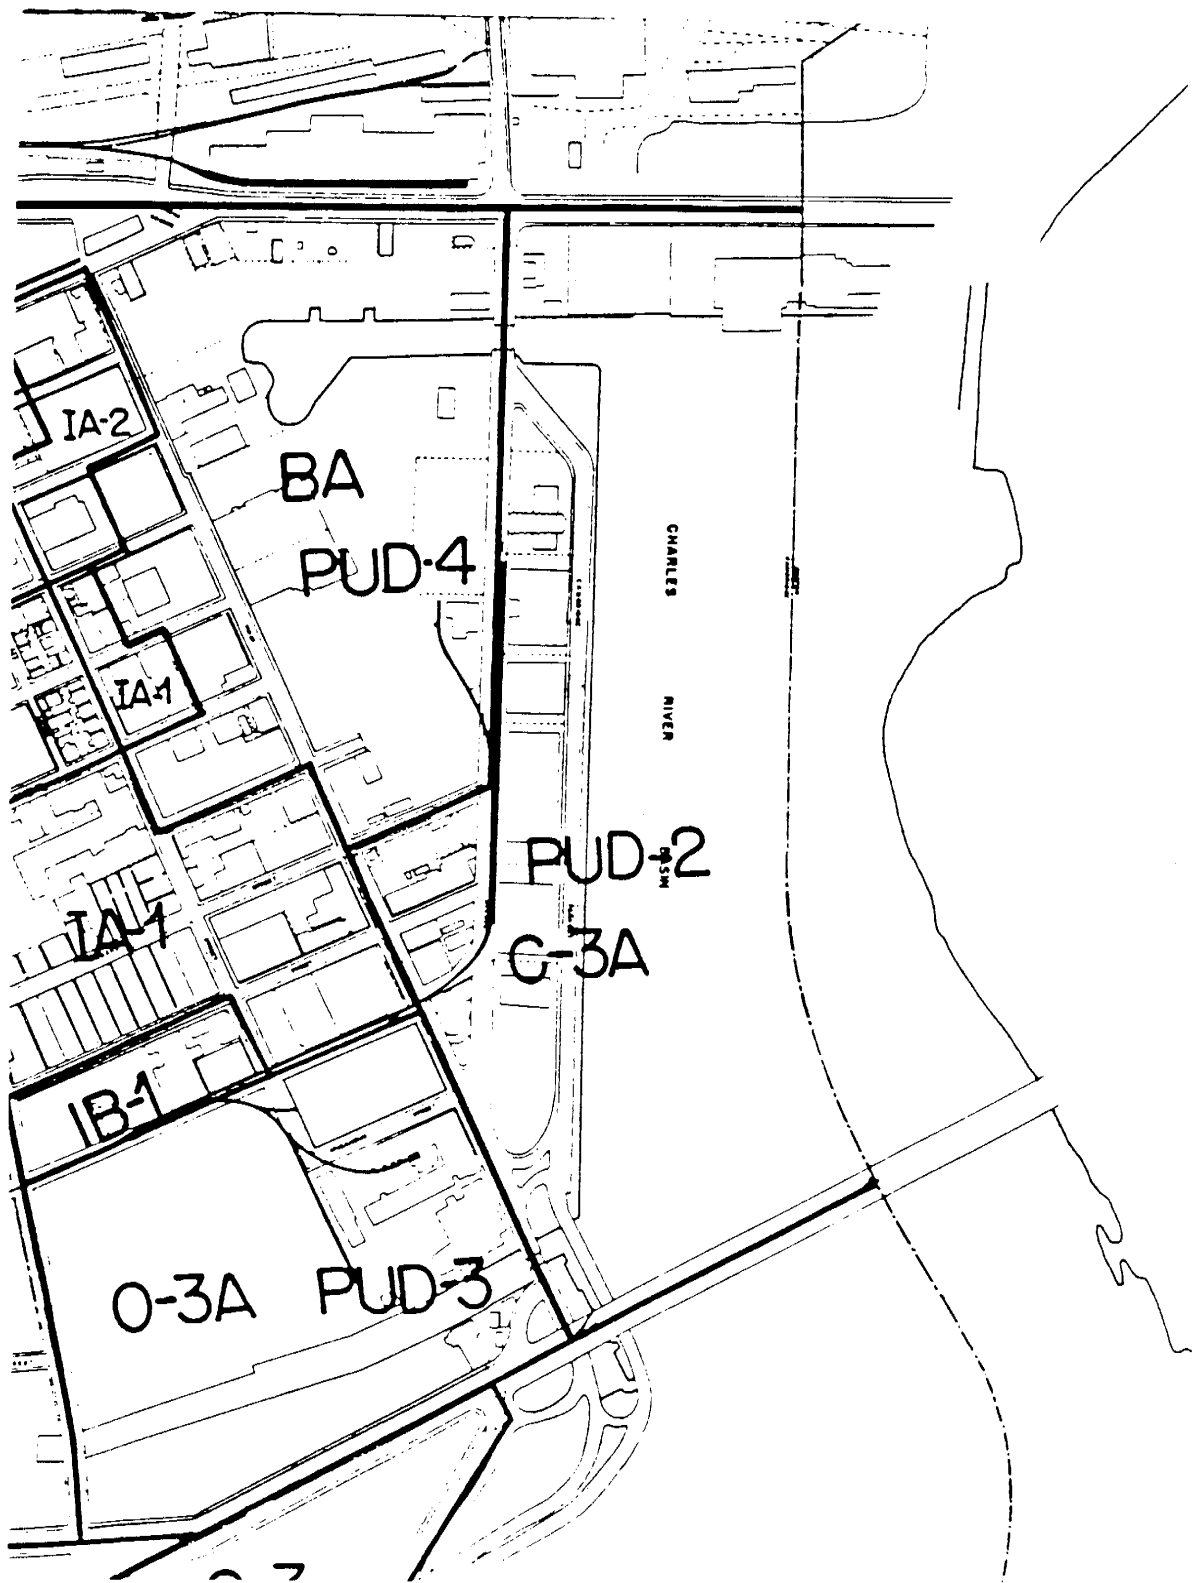 IA-2
BA
PUD-4
IA-1
PUD-2
C-3A
IA-1
IB-1
O-3A PUD-3
CHARLES
RIVER